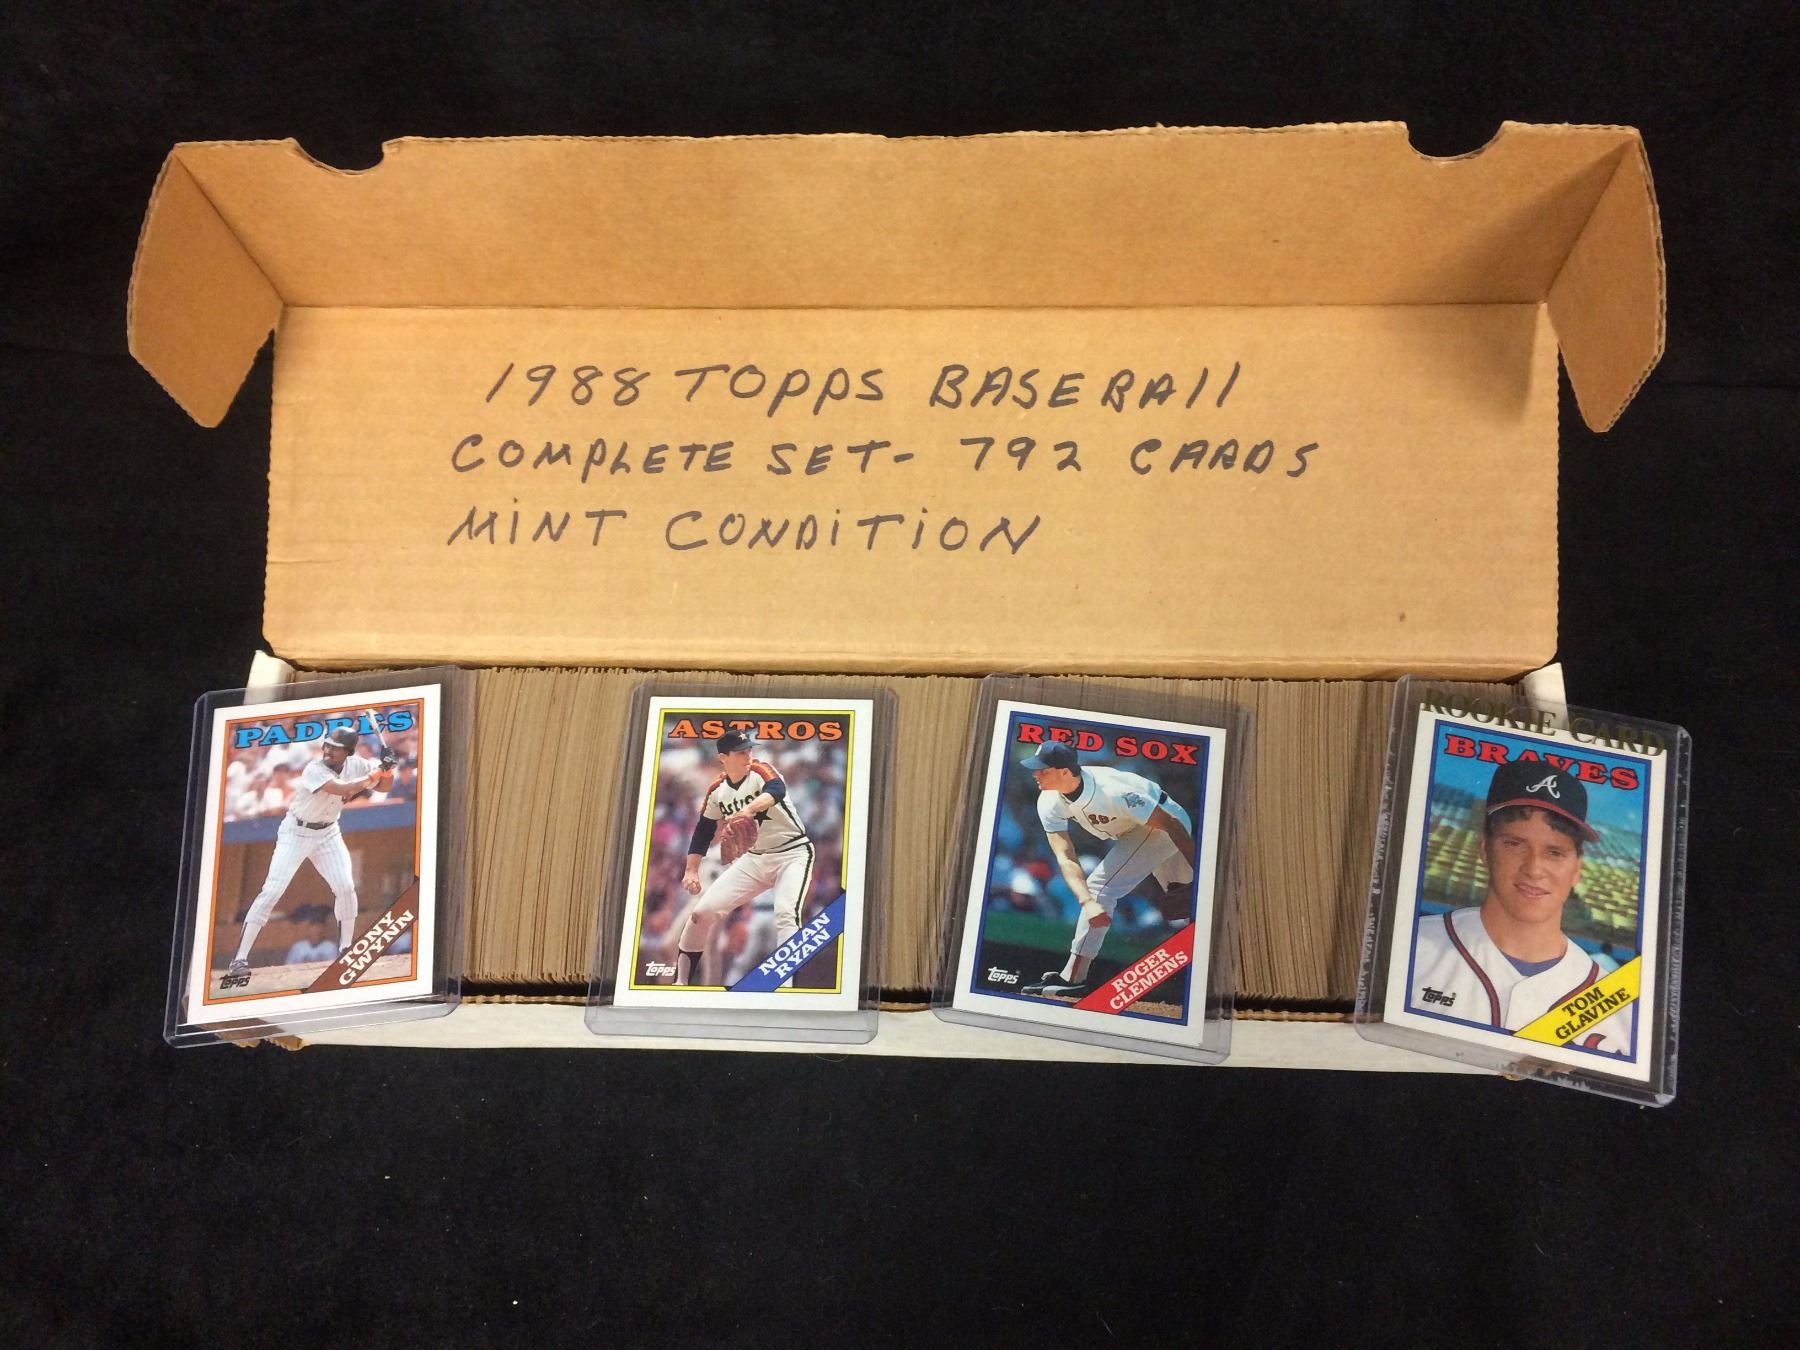 1988 TOPPS BASEBALL
COMPLETE SET - 792 CARDS
MINT CONDITION
PADRES
TONY
GWYNN
topps
ASTROS
Astros
NOLAN
RYAN
topps
RED SOX
ROGER
CLEMENS
topps
ROOKIE CARD
BRAVES
A
TOM
GLAVINE
topps